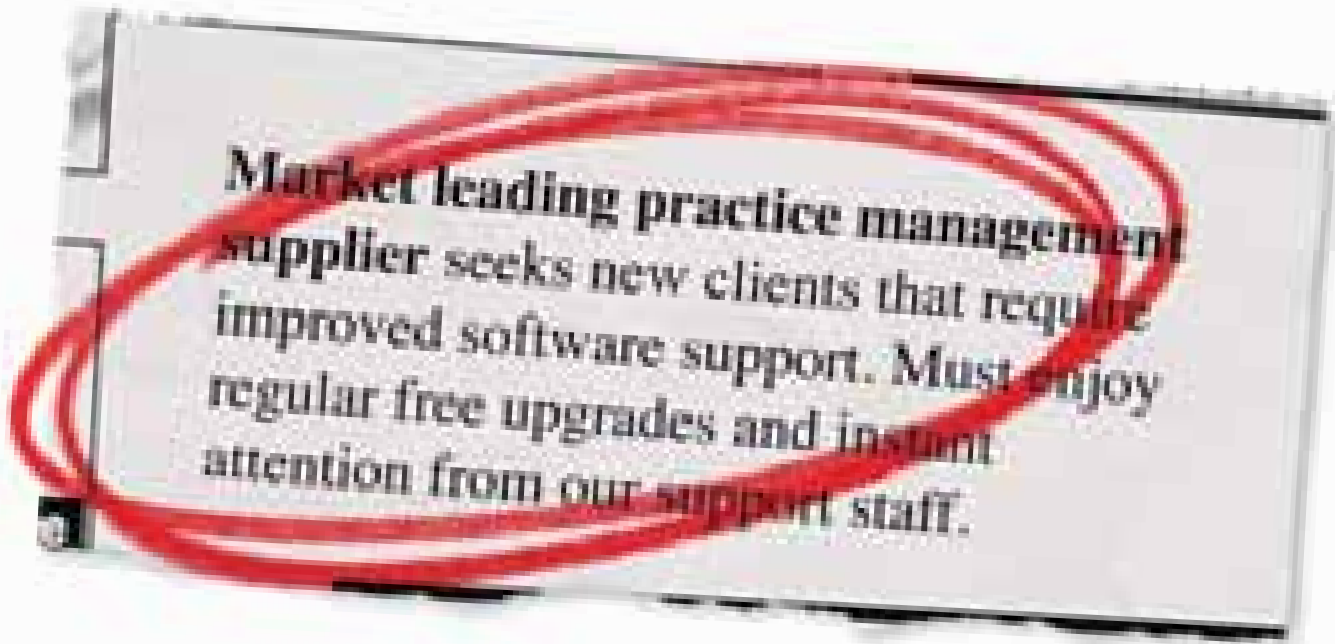 Market leading practice management
supplier seeks new clients that require
improved software support. Must enjoy
regular free upgrades and instant
attention from our support staff.